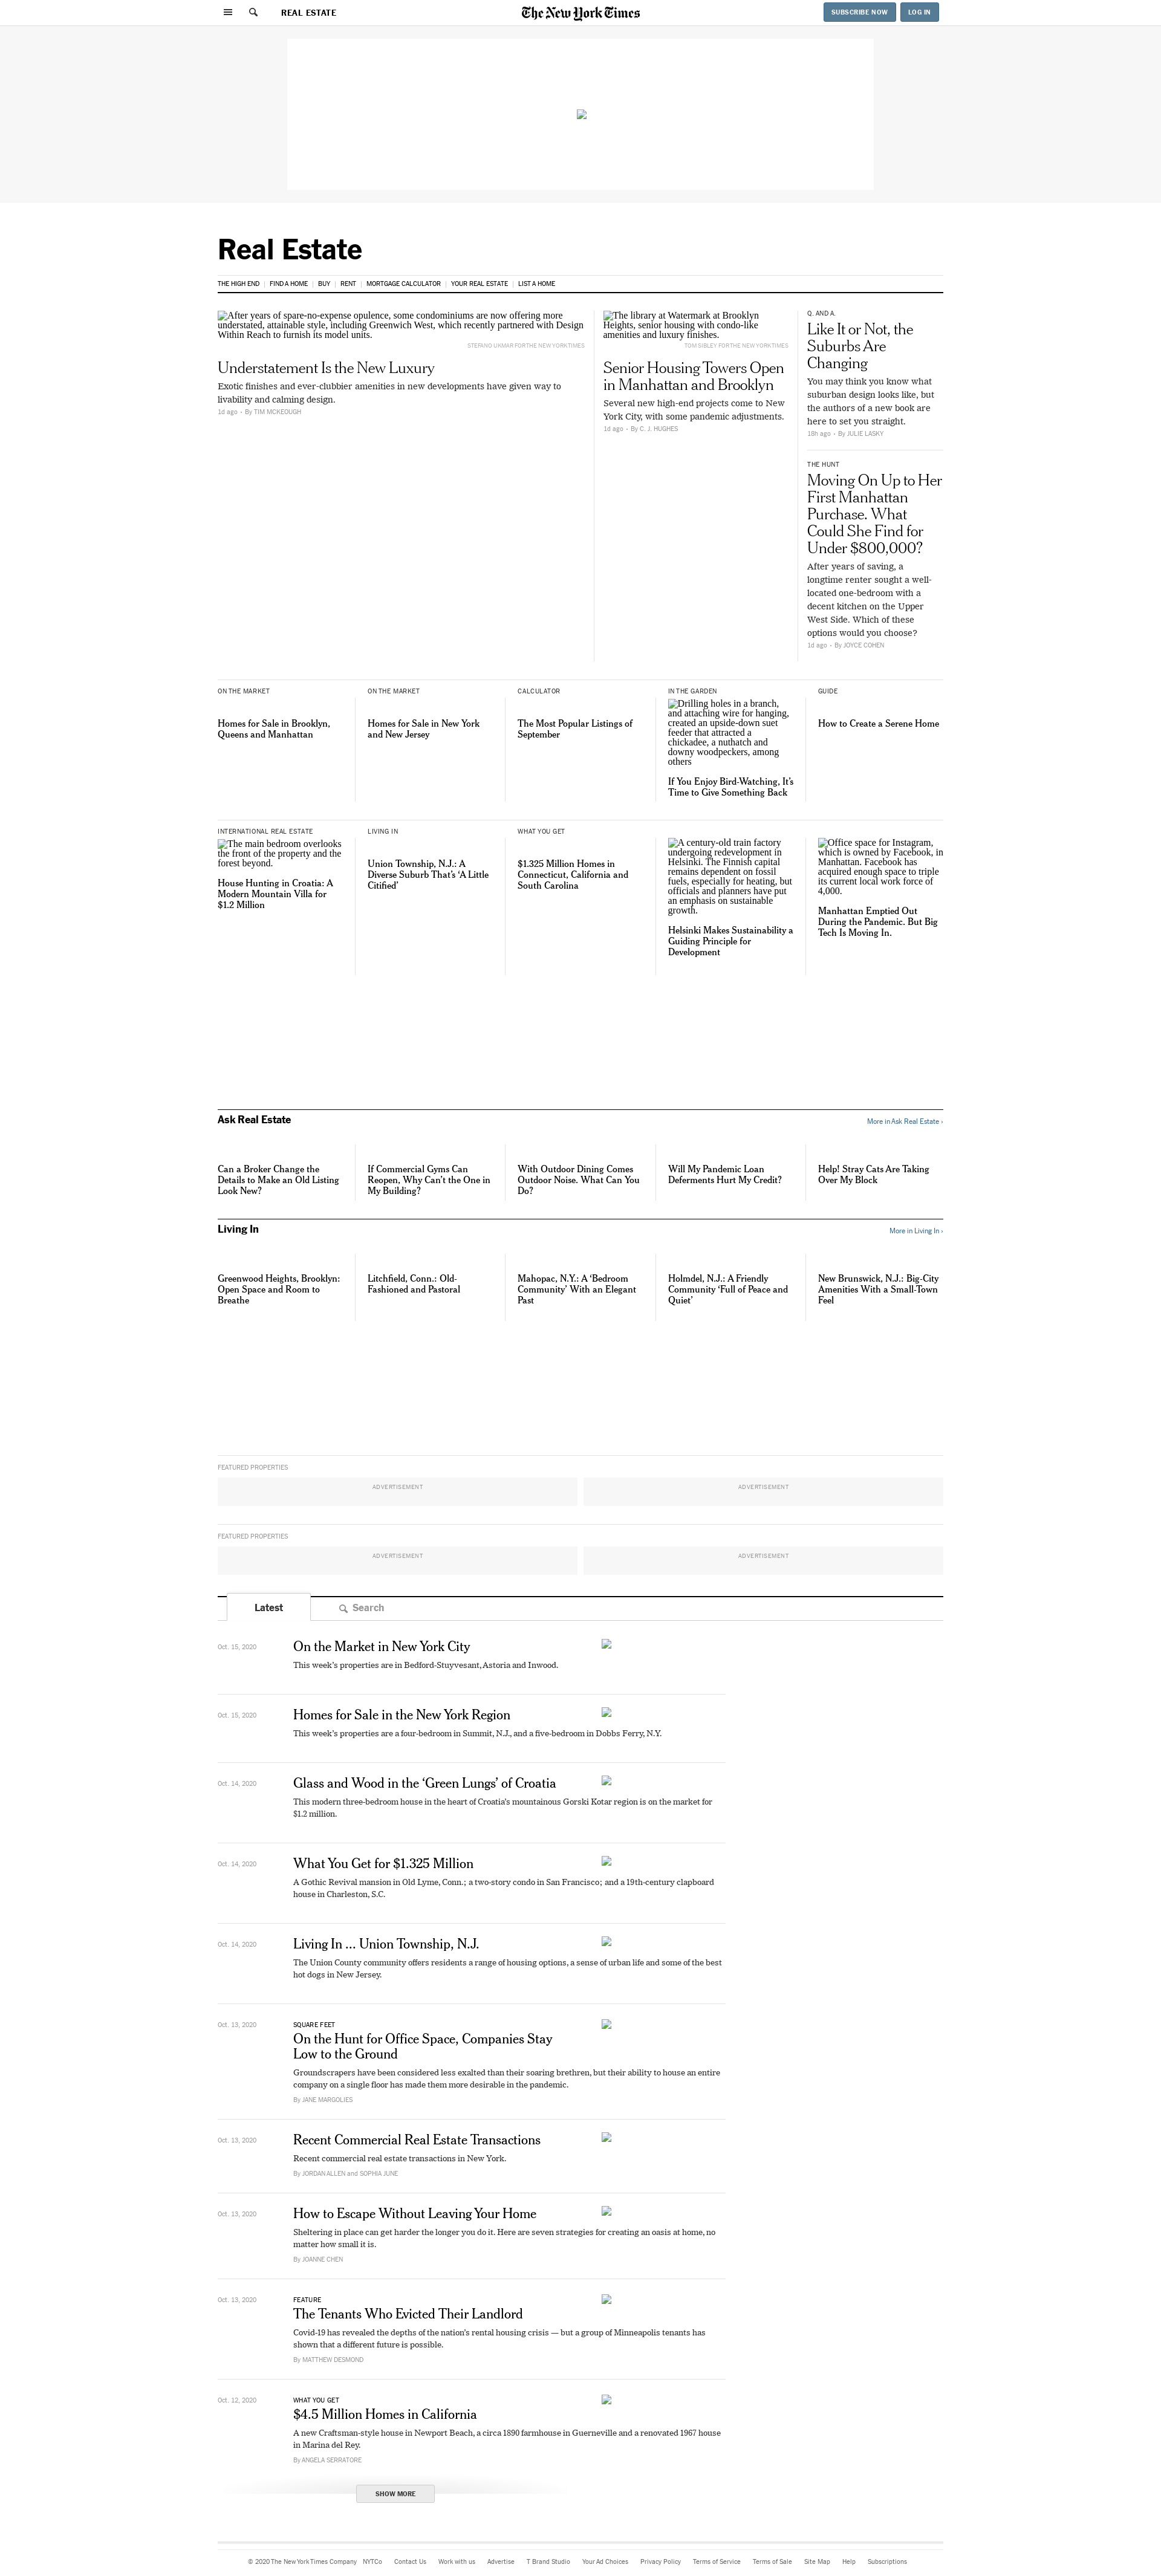 REAL ESTATE
The New York Times
SUBSCRIBE NOW
LOG IN
Real Estate
THE HIGH END
FIND A HOME
BUY
RENT
MORTGAGE CALCULATOR
YOUR REAL ESTATE
LIST A HOME
After years of spare-no-expense opulence, some condominiums are now offering more
understated, attainable style, including Greenwich West, which recently partnered with Design
Within Reach to furnish its model units.
STEFANO UKMAR FOR THE NEW YORK TIMES
Understatement Is the New Luxury
Exotic finishes and ever-clubbier amenities in new developments have given way to
livability and calming design.
1d ago • By TIM MCKEOUGH
The library at Watermark at Brooklyn
Heights, senior housing with condo-like
amenities and luxury finishes.
TOM SIBLEY FOR THE NEW YORK TIMES
Senior Housing Towers Open
in Manhattan and Brooklyn
Several new high-end projects come to New
York City, with some pandemic adjustments.
1d ago • By C. J. HUGHES
Q. AND A.
Like It or Not, the
Suburbs Are
Changing
You may think you know what
suburban design looks like, but
the authors of a new book are
here to set you straight.
18h ago • By JULIE LASKY
THE HUNT
Moving On Up to Her
First Manhattan
Purchase. What
Could She Find for
Under $800,000?
After years of saving, a
longtime renter sought a well-
located one-bedroom with a
decent kitchen on the Upper
West Side. Which of these
options would you choose?
1d ago • By JOYCE COHEN
ON THE MARKET
Homes for Sale in Brooklyn,
Queens and Manhattan
ON THE MARKET
Homes for Sale in New York
and New Jersey
CALCULATOR
The Most Popular Listings of
September
IN THE GARDEN
Drilling holes in a branch,
and attaching wire for hanging,
created an upside-down suet
feeder that attracted a
chickadee, a nuthatch and
downy woodpeckers, among
others
If You Enjoy Bird-Watching, It’s
Time to Give Something Back
GUIDE
How to Create a Serene Home
INTERNATIONAL REAL ESTATE
The main bedroom overlooks
the front of the property and the
forest beyond.
House Hunting in Croatia: A
Modern Mountain Villa for
$1.2 Million
LIVING IN
Union Township, N.J.: A
Diverse Suburb That’s ‘A Little
Citified’
WHAT YOU GET
$1.325 Million Homes in
Connecticut, California and
South Carolina
A century-old train factory
undergoing redevelopment in
Helsinki. The Finnish capital
remains dependent on fossil
fuels, especially for heating, but
officials and planners have put
an emphasis on sustainable
growth.
Helsinki Makes Sustainability a
Guiding Principle for
Development
Office space for Instagram,
which is owned by Facebook, in
Manhattan. Facebook has
acquired enough space to triple
its current local work force of
4,000.
Manhattan Emptied Out
During the Pandemic. But Big
Tech Is Moving In.
Ask Real Estate
More in Ask Real Estate ›
Can a Broker Change the
Details to Make an Old Listing
Look New?
If Commercial Gyms Can
Reopen, Why Can’t the one in
My Building?
With Outdoor Dining Comes
Outdoor Noise. What Can You
Do?
Will My Pandemic Loan
Deferments Hurt My Credit?
Help! Stray Cats Are Taking
Over My Block
Living In
More in Living In ›
Greenwood Heights, Brooklyn:
Open Space and Room to
Breathe
Litchfield, Conn.: Old-
Fashioned and Pastoral
Mahopac, N.Y.: A ‘Bedroom
Community’ With an Elegant
Past
Holmdel, N.J.: A Friendly
Community ‘Full of Peace and
Quiet’
New Brunswick, N.J.: Big-City
Amenities With a Small-Town
Feel
FEATURED PROPERTIES
ADVERTISEMENT
ADVERTISEMENT
FEATURED PROPERTIES
ADVERTISEMENT
ADVERTISEMENT
Latest
Search
Oct. 15, 2020
On the Market in New York City
This week’s properties are in Bedford-Stuyvesant, Astoria and Inwood.
Oct. 15, 2020
Homes for Sale in the New York Region
This week’s properties are a four-bedroom in Summit, N.J., and a five-bedroom in Dobbs Ferry, N.Y.
Oct. 14, 2020
Glass and Wood in the ‘Green Lungs’ of Croatia
This modern three-bedroom house in the heart of Croatia’s mountainous Gorski Kotar region is on the market for
$1.2 million.
Oct. 14, 2020
What You Get for $1.325 Million
A Gothic Revival mansion in Old Lyme, Conn.; a two-story condo in San Francisco; and a 19th-century clapboard
house in Charleston, S.C.
Oct. 14, 2020
Living In ... Union Township, N.J.
The Union County community offers residents a range of housing options, a sense of urban life and some of the best
hot dogs in New Jersey.
Oct. 13, 2020
SQUARE FEET
On the Hunt for Office Space, Companies Stay
Low to the Ground
Groundscrapers have been considered less exalted than their soaring brethren, but their ability to house an entire
company on a single floor has made them more desirable in the pandemic.
By JANE MARGOLIES
Oct. 13, 2020
Recent Commercial Real Estate Transactions
Recent commercial real estate transactions in New York.
By JORDAN ALLEN and SOPHIA JUNE
Oct. 13, 2020
How to Escape Without Leaving Your Home
Sheltering in place can get harder the longer you do it. Here are seven strategies for creating an oasis at home, no
matter how small it is.
By JOANNE CHEN
Oct. 13, 2020
FEATURE
The Tenants Who Evicted Their Landlord
Covid-19 has revealed the depths of the nation’s rental housing crisis — but a group of Minneapolis tenants has
shown that a different future is possible.
By MATTHEW DESMOND
Oct. 12, 2020
WHAT YOU GET
$4.5 Million Homes in California
A new Craftsman-style house in Newport Beach, a circa 1890 farmhouse in Guerneville and a renovated 1967 house
in Marina del Rey.
By ANGELA SERRATORE
SHOW MORE
© 2020 The New York Times Company
NYTCo
Contact Us
Work with us
Advertise
T Brand Studio
Your Ad Choices
Privacy Policy
Terms of Service
Terms of Sale
Site Map
Help
Subscriptions